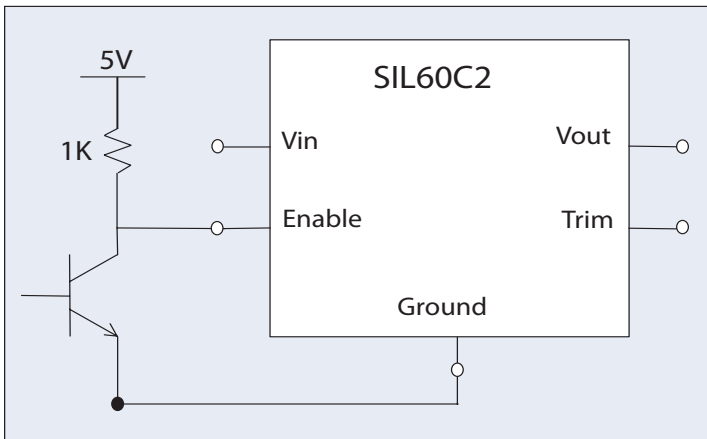 5V
SIL60C2
1K
Vin
Vout
Enable
Trim
Ground